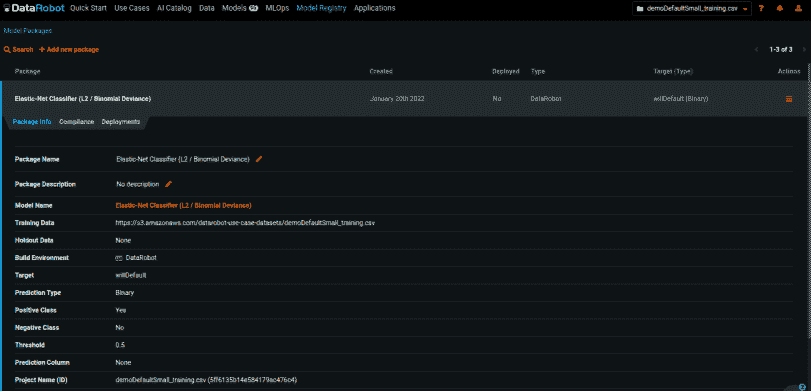 DataRobot Quick Start Use Cases AI Catalog Data Models MLOps Model Registry Applications demoDefaultSmall_training.csv ?
Model Packages
Search + Add new package 1-3 of 3
Package Created Deployed Type Target (Type) Actions
Elastic-Net Classifier (L2 / Binomial Deviance) January 20th 2022 No DataRobot willDefault (Binary)
Package Info Compliance Deployments
Package Name Elastic-Net Classifier (L2 / Binomial Deviance)
Package Description No description
Model Name Elastic-Net Classifier (L2 / Binomial Deviance)
Training Data https://s3.amazonaws.com/datarobot-use-case-datasets/demoDefaultSmall_training.csv
Holdout Data None
Build Environment DataRobot
Target willDefault
Prediction Type Binary
Positive Class Yes
Negative Class No
Threshold 0.5
Prediction Column None
Project Name (ID) demoDefaultSmall_training.csv